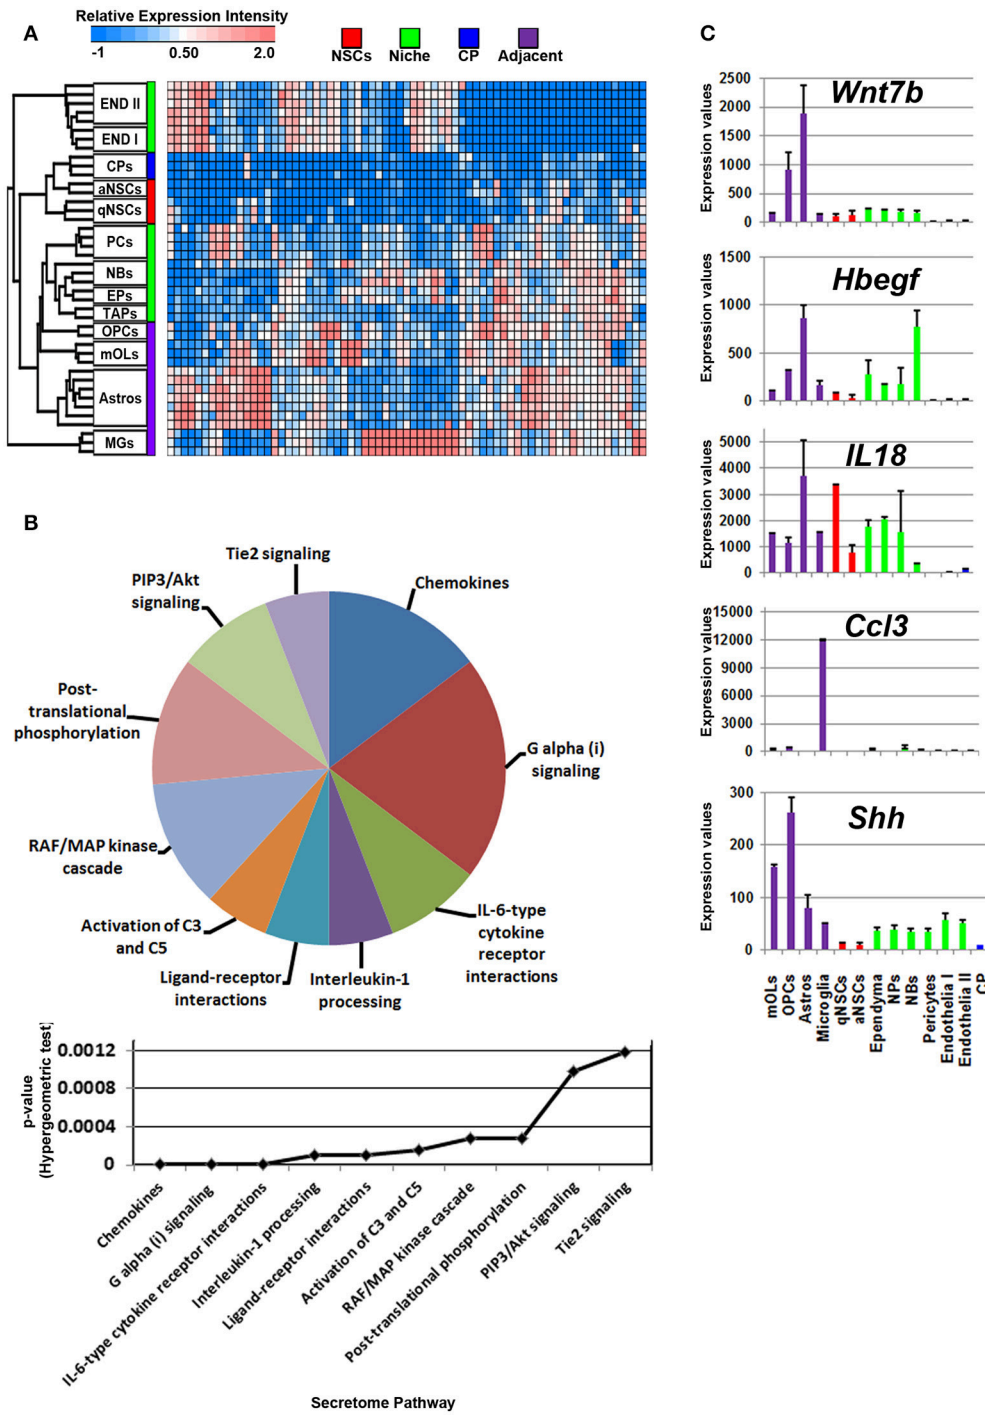 A
Relative Expression Intensity
-1 0.50 2.0
NSCs Niche CP Adjacent
END II
END I
CPs
aNSCs
qNSCs
PCs
NBs
EPs
TAPs
OPCs
mOLs
Astros
MGs
B
Tie2 signaling
Chemokines
PIP3/Akt
signaling
Post-
translational
phosphorylation
G alpha (i)
signaling
RAF/MAP kinase
cascade
IL-6-type
cytokine
receptor
interactions
Activation of C3
and C5
Ligand-receptor
interactions
Interleukin-1
processing
p-value
(Hypergeometric test)
0.0012
0.0008
0.0004
0
Chemokines
G alpha (i) signaling
IL-6-type cytokine receptor interactions
Interleukin-1 processing
Ligand-receptor interactions
Activation of C3 and C5
RAF/MAP kinase cascade
Post-translational phosphorylation
PIP3/Akt signaling
Tie2 signaling
Secretome Pathway
C
Wnt7b
Expression values
2500
2000
1500
1000
500
0
Hbegf
Expression values
1500
1000
500
0
IL18
Expression values
5000
4000
3000
2000
1000
0
Ccl3
Expression values
15000
12000
9000
6000
3000
0
Shh
Expression values
300
200
100
0
mOLs
OPCs
Astros
Microglia
qNSCs
aNSCs
Ependyma
NPs
NBs
Pericytes
Endothelia I
Endothelia II
CP